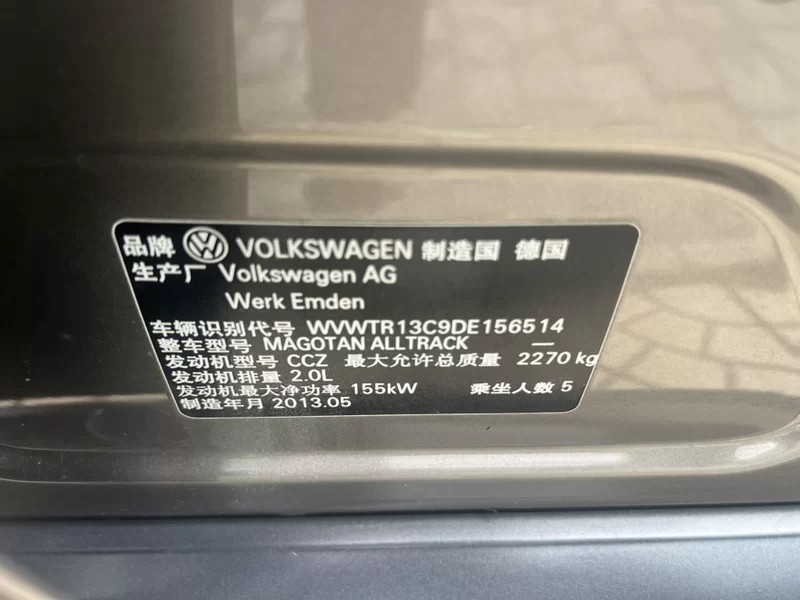 品牌 VOLKSWAGEN 制造国 德国
生产厂 Volkswagen AG
Werk Emden
车辆识别代号 WVWTR13C9DE156514
整车型号 MAGOTAN ALLTRACK —
发动机型号 CCZ 最大允许总质量 2270 kg
发动机排量 2.0L
发动机最大净功率 155kW 乘坐人数 5
制造年月 2013.05